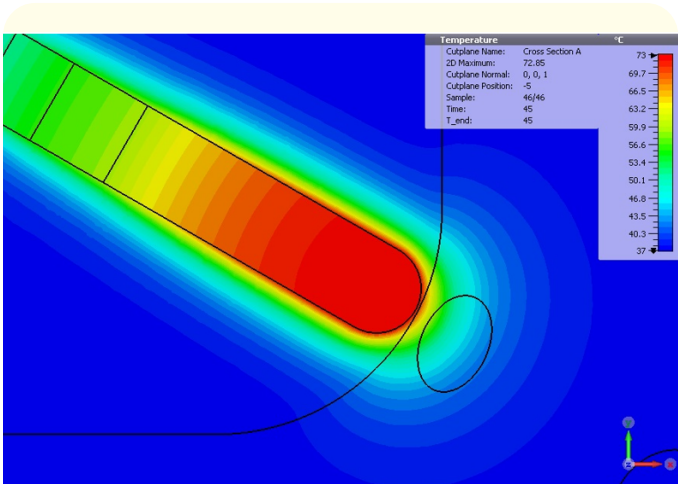 Temperature
Cutplane Name: Cross Section A
2D Maximum: 72.85
Cutplane Normal: 0, 0, 1
Cutplane Position: -5
Sample: 46/46
Time: 45
T_end: 45
°C
73
69.7
66.5
63.2
59.9
56.6
53.4
50.1
46.8
43.5
40.3
37